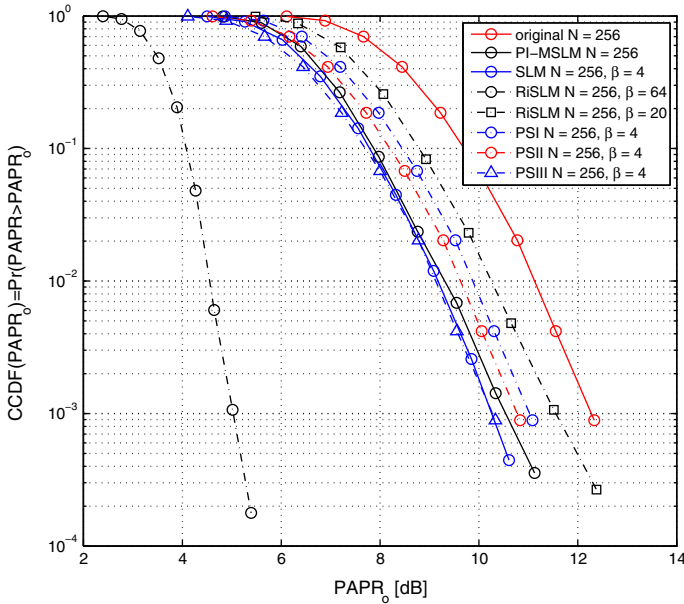 CCDF(PAPR₀)=Pr(PAPR>PAPR₀)
10⁰
10⁻¹
10⁻²
10⁻³
10⁻⁴
original N = 256
PI−MSLM N = 256
SLM N = 256, β = 4
RiSLM N = 256, β = 64
RiSLM N = 256, β = 20
PSI N = 256, β = 4
PSII N = 256, β = 4
PSIII N = 256, β = 4
2 4 6 8 10 12 14
PAPRₒ [dB]